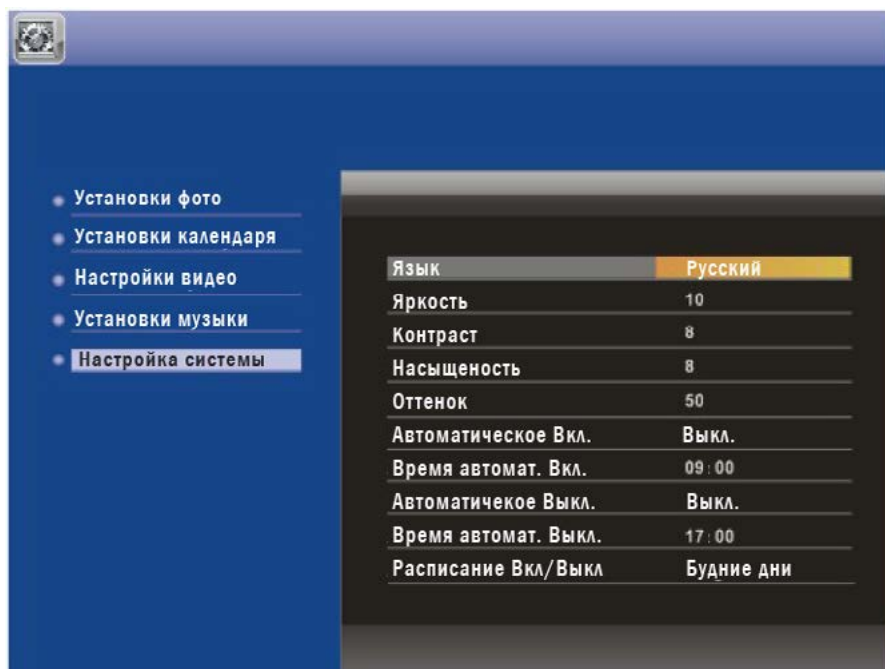 Установки фото
Установки календаря
Настройки видео
Установки музыки
Настройка системы
Язык Русский
Яркость 10
Контраст 8
Насыщеность 8
Оттенок 50
Автоматическое Вкл. Выкл.
Время автомат. Вкл. 09:00
Автоматичекое Выкл. Выкл.
Время автомат. Выкл. 17:00
Расписание Вкл/Выкл Будние дни